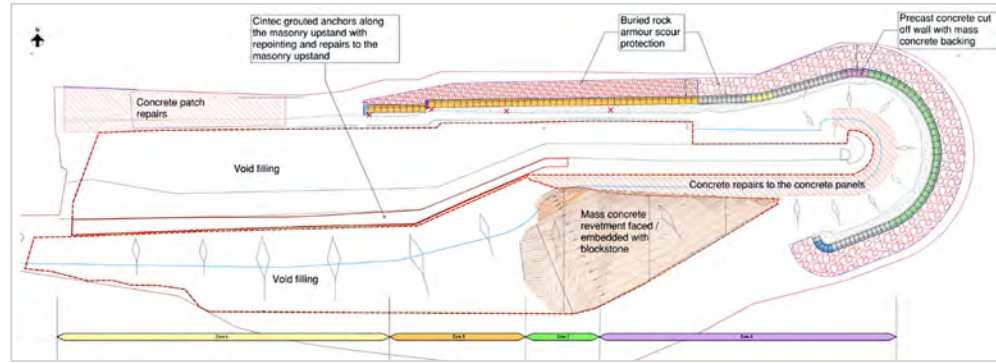 N
Cintec grouted anchors along
the masonry upstand with
repointing and repairs to the
masonry upstand
Buried rock
armour scour
protection
Precast concrete cut
off wall with mass
concrete backing
Concrete patch
repairs
Void filling
Concrete repairs to the concrete panels
Mass concrete
revetment faced /
embedded with
blockstone
Void filling